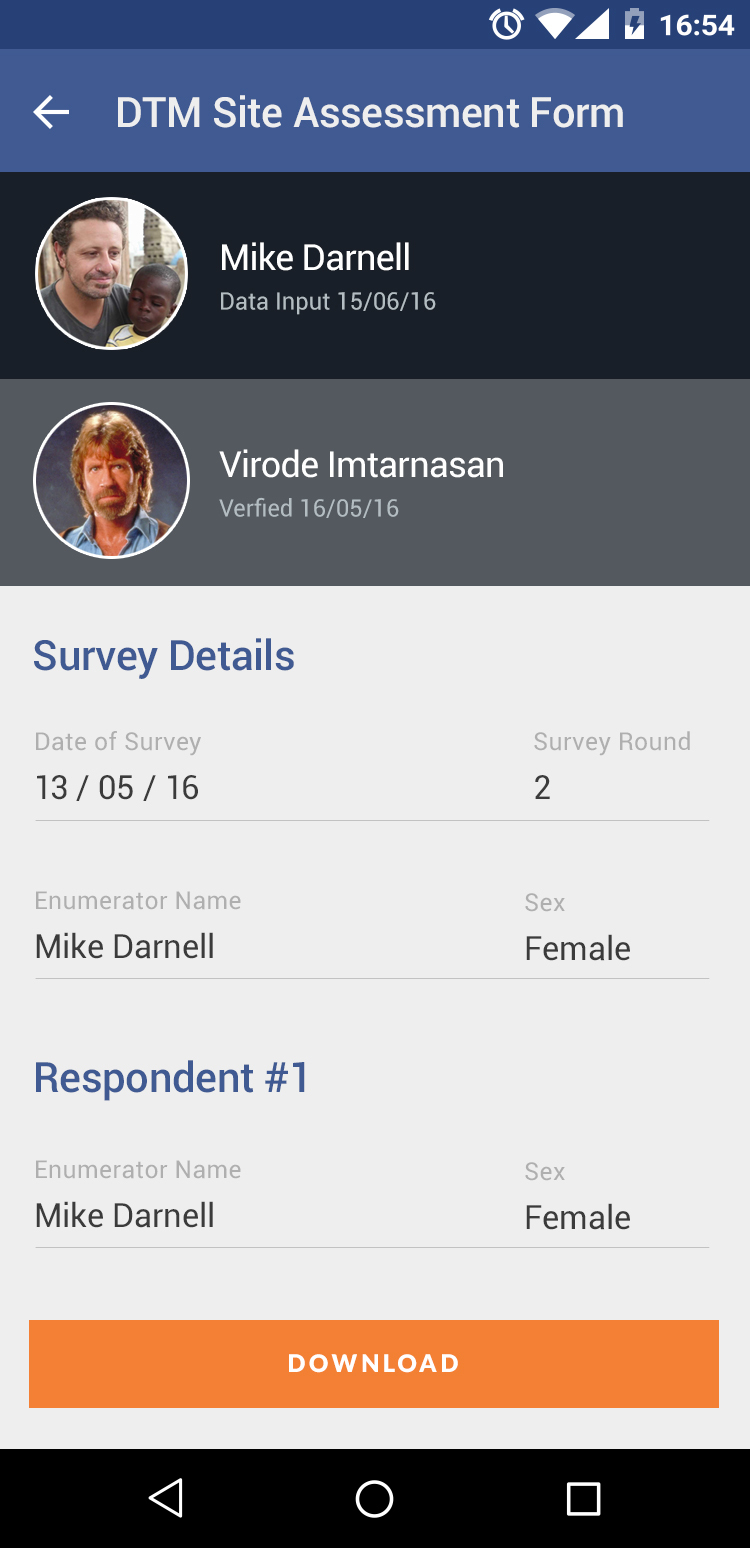 16:54
DTM Site Assessment Form
Mike Darnell
Data Input 15/06/16
Virode Imtarnasan
Verfied 16/05/16
Survey Details
Date of Survey Survey Round
13 / 05 / 16 2
Enumerator Name Sex
Mike Darnell Female
Respondent #1
Enumerator Name Sex
Mike Darnell Female
DOWNLOAD